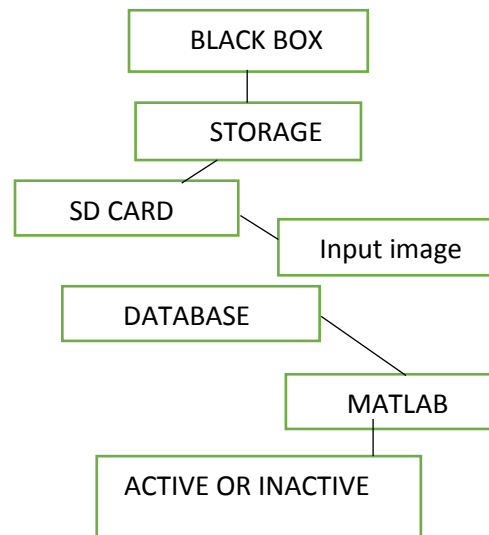 BLACK BOX
STORAGE
SD CARD
Input image
DATABASE
MATLAB
ACTIVE OR INACTIVE